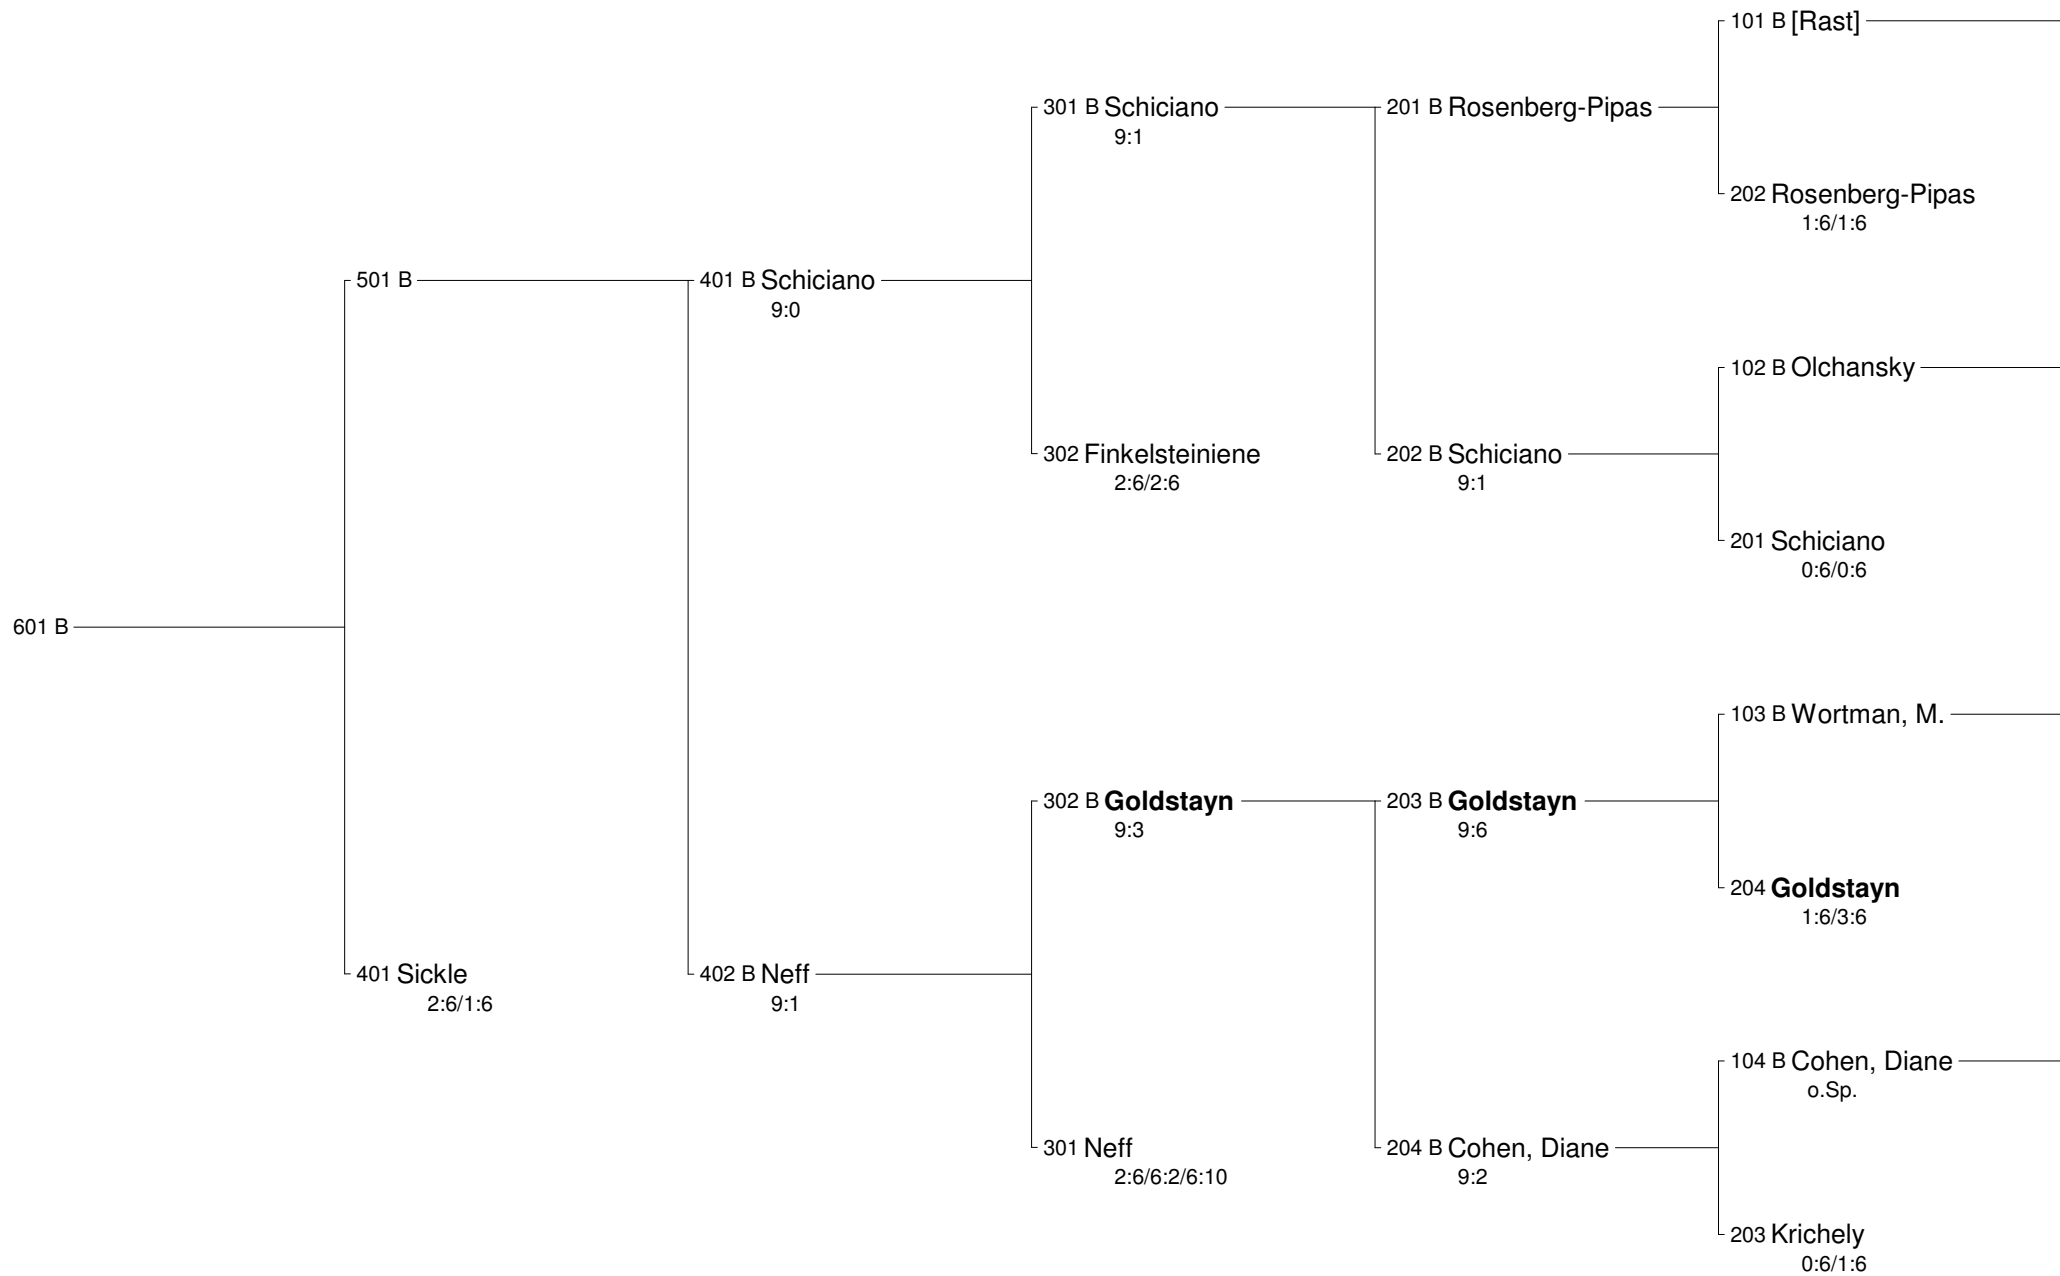 101 B [Rast]
301 B Schiciano
9:1
201 B Rosenberg-Pipas
202 Rosenberg-Pipas
1:6/1:6
501 B
401 B Schiciano
9:0
102 B Olchansky
302 Finkelsteiniene
2:6/2:6
202 B Schiciano
9:1
201 Schiciano
0:6/0:6
601 B
103 B Wortman, M.
302 B Goldstayn
9:3
203 B Goldstayn
9:6
204 Goldstayn
1:6/3:6
401 Sickle
2:6/1:6
402 B Neff
9:1
104 B Cohen, Diane
o.Sp.
301 Neff
2:6/6:2/6:10
204 B Cohen, Diane
9:2
203 Krichely
0:6/1:6